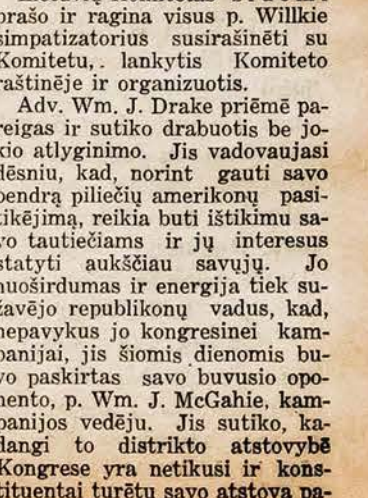 prašo ir ragina visus p. Willkie
simpatizatorius susirašinėti su
Komitetu,. lankytis Komiteto
raštinėje ir organizuotis.
Adv. Wm. J. Drake priėmė pa-
reigas ir sutiko drabuotis be jo-
kio atlyginimo. Jis vadovaujasi
dėsniu, kad, norint gauti savo
bendrą piliečių amerikonų pasi-
tikėjimą, reikia buti ištikimu sa-
vo tautiečiams ir jų interesus
statyti aukščiau savųjų. Jo
nuoširdumas ir energija tiek su-
žavėjo republikonų vadus, kad,
nepavykus jo kongresinei kam-
panijai, jis šiomis dienomis bu-
vo paskirtas savo buvusio opo-
nento, p. Wm. J. McGahie, kam-
panijos vedėju. Jis sutiko, ka-
dangi to distrikto atstovybė
Kongrese yra netikusi ir kons-
tituentai turėtų savo atstovą pa-